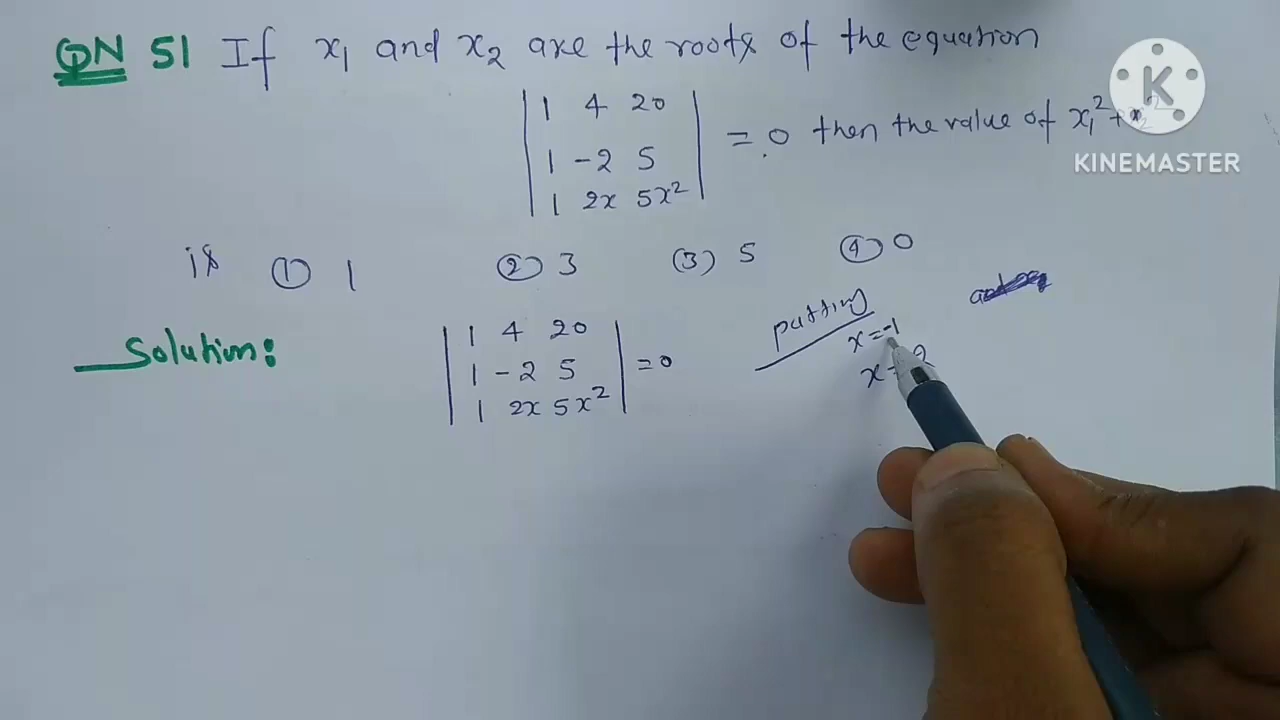 QN 51 If x₁ and x₂ are the roots of the equation
| 1 4 20 |
| 1 -2 5 | = 0 then the value of x₁² + x₂²
| 1 2x 5x² |
is ① 1 ② 3 (3) 5 ④ 0
Solution:
| 1 4 20 |
| 1 -2 5 | = 0
| 1 2x 5x² |
putting
x = -1
x = 2
K
KINEMASTER